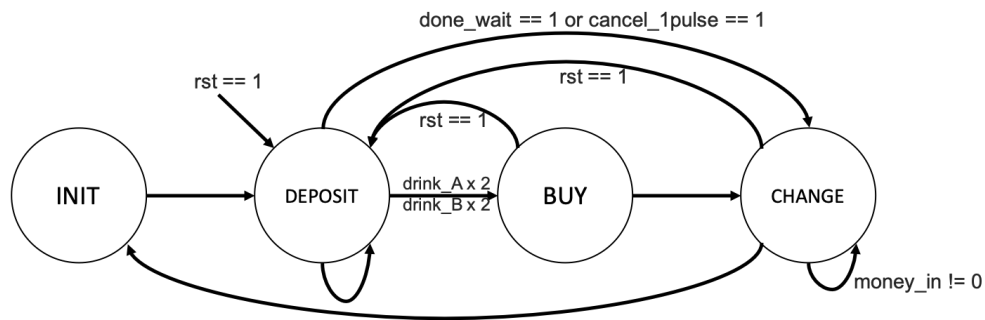 done_wait == 1 or cancel_1pulse == 1
rst == 1
rst == 1
rst == 1
INIT
DEPOSIT
drink_A x 2
drink_B x 2
BUY
CHANGE
money_in != 0